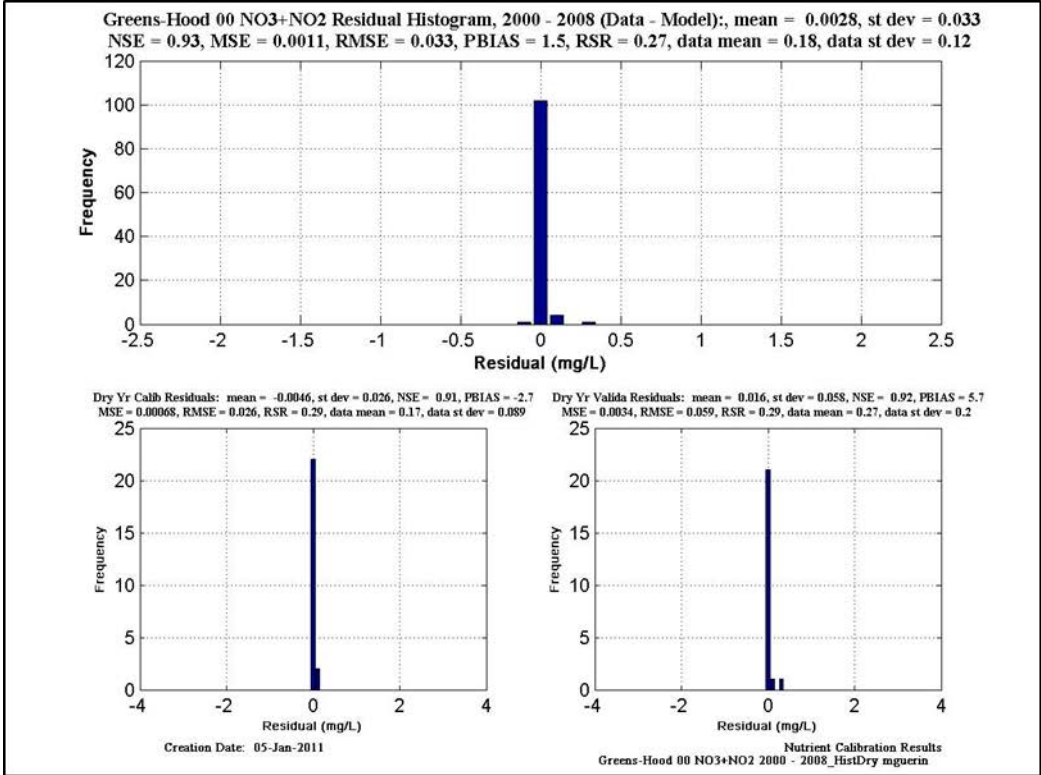 Greens-Hood 00 NO3+NO2 Residual Histogram, 2000 - 2008 (Data - Model):, mean = 0.0028, st dev = 0.033
NSE = 0.93, MSE = 0.0011, RMSE = 0.033, PBIAS = 1.5, RSR = 0.27, data mean = 0.18, data st dev = 0.12
120
100
80
60
40
20
0
Frequency
-2.5 -2 -1.5 -1 -0.5 0 0.5 1 1.5 2 2.5
Residual (mg/L)
Dry Yr Calib Residuals: mean = -0.0046, st dev = 0.026, NSE = 0.91, PBIAS = -2.7
MSE = 0.00068, RMSE = 0.026, RSR = 0.29, data mean = 0.17, data st dev = 0.089
25
20
15
10
5
0
Frequency
-4 -2 0 2 4
Residual (mg/L)
Creation Date: 05-Jan-2011
Dry Yr Valida Residuals: mean = 0.016, st dev = 0.058, NSE = 0.92, PBIAS = 5.7
MSE = 0.0034, RMSE = 0.059, RSR = 0.29, data mean = 0.27, data st dev = 0.2
25
20
15
10
5
0
Frequency
-4 -2 0 2 4
Residual (mg/L)
Nutrient Calibration Results
Greens-Hood 00 NO3+NO2 2000 - 2008_HistDry mguerin